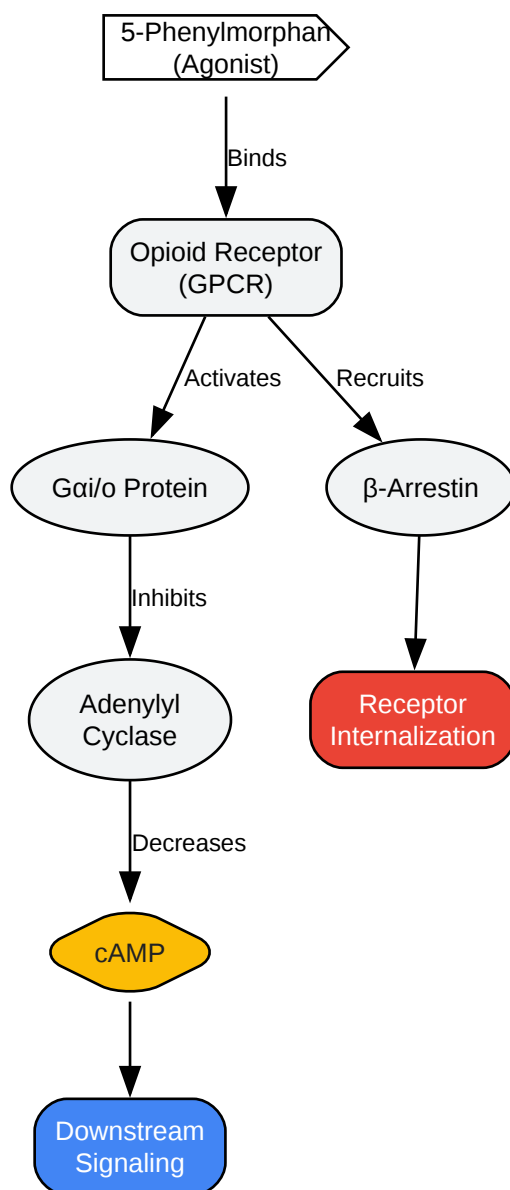 5-Phenylmorphan
(Agonist)
Binds
Opioid Receptor
(GPCR)
Activates
Recruits
Gαi/o Protein
β-Arrestin
Inhibits
Adenylyl
Cyclase
Receptor
Internalization
Decreases
cAMP
Downstream
Signaling